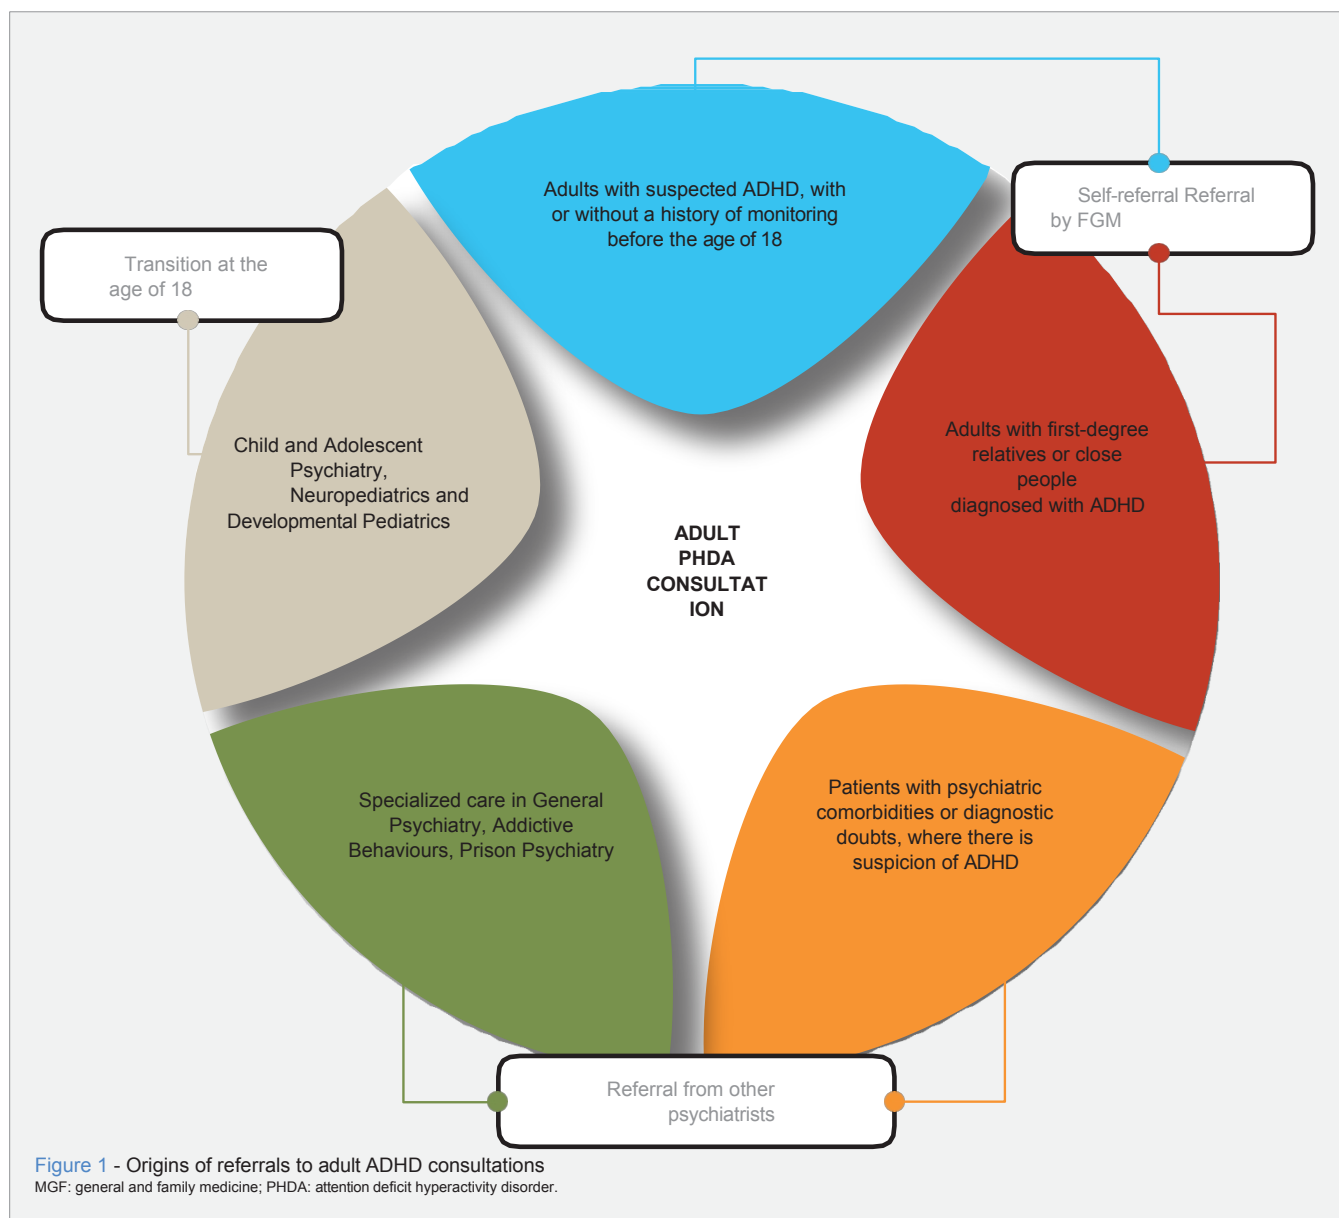 Adults with suspected ADHD, with
or without a history of monitoring
before the age of 18
Self-referral Referral
by FGM
Transition at the
age of 18
Child and Adolescent
Psychiatry,
Neuropediatrics and
Developmental Pediatrics
Adults with first-degree
relatives or close
people
diagnosed with ADHD
ADULT
PHDA
CONSULTAT
ION
Specialized care in General
Psychiatry, Addictive
Behaviours, Prison Psychiatry
Patients with psychiatric
comorbidities or diagnostic
doubts, where there is
suspicion of ADHD
Referral from other
psychiatrists
Figure 1 - Origins of referrals to adult ADHD consultations
MGF: general and family medicine; PHDA: attention deficit hyperactivity disorder.